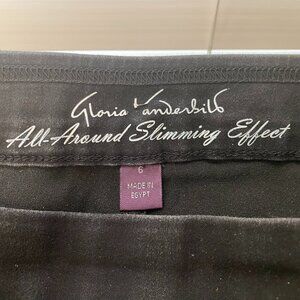 Gloria Vanderbilt
All-Around Slimming Effect
6
MADE IN
EGYPT